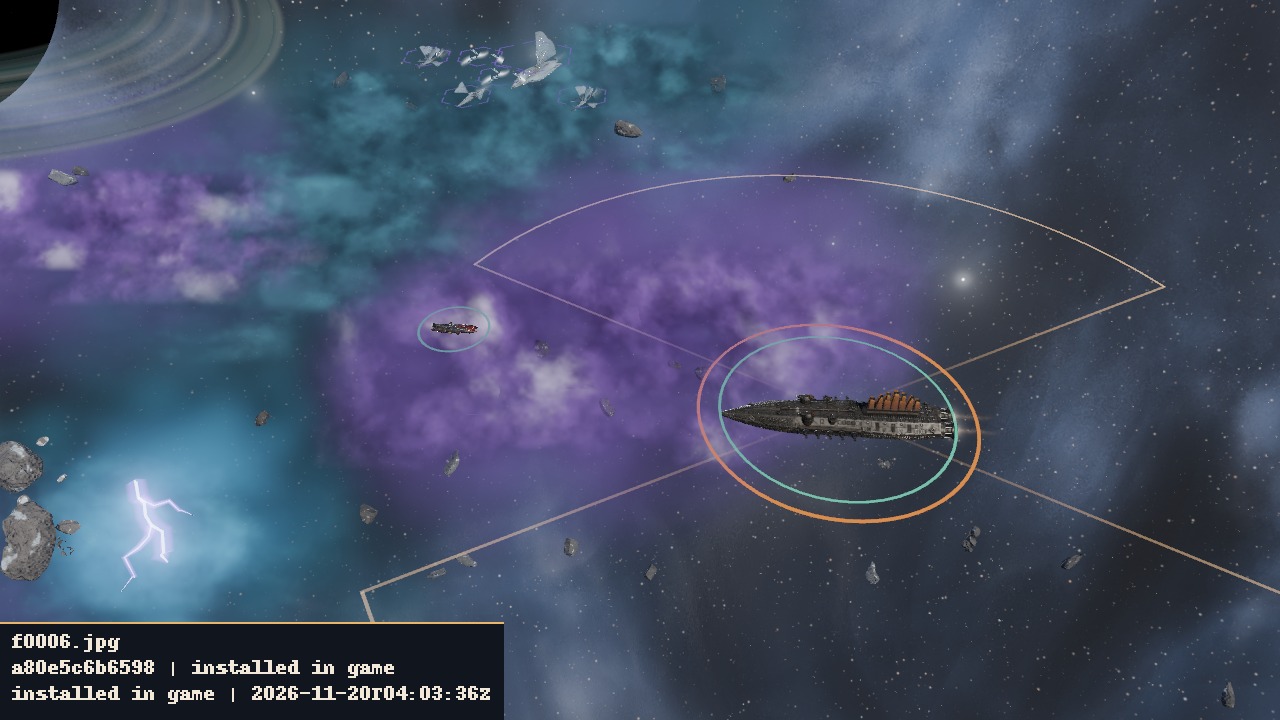 f0006.jpg
a80e5c6b6598 | installed in game
installed in game | 2026-11-20T04:03:36Z